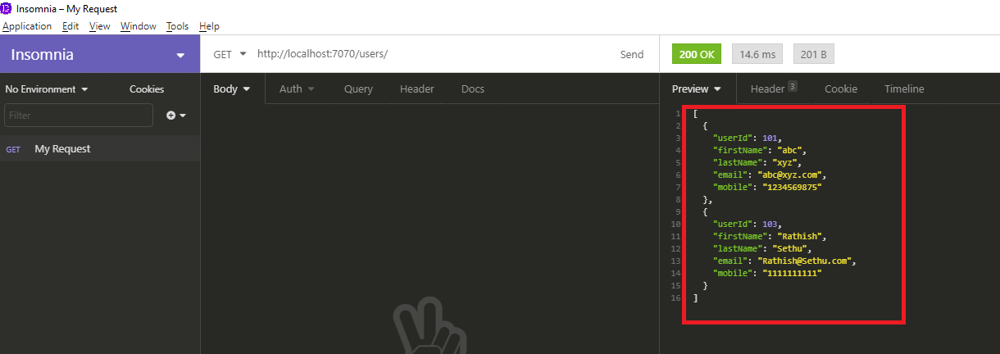 Insomnia – My Request
Application Edit View Window Tools Help
Insomnia
GET http://localhost:7070/users/ Send
200 OK 14.6 ms 201 B
No Environment Cookies
Body Auth Query Header Docs
Preview Header 3 Cookie Timeline
Filter
GET My Request
1 [
2 {
3 "userId": 101,
4 "firstName": "abc",
5 "lastName": "xyz",
6 "email": "abc@xyz.com",
7 "mobile": "1234569875"
8 },
9 {
10 "userId": 103,
11 "firstName": "Rathish",
12 "lastName": "Sethu",
13 "email": "Rathish@Sethu.com",
14 "mobile": "1111111111"
15 }
16 ]